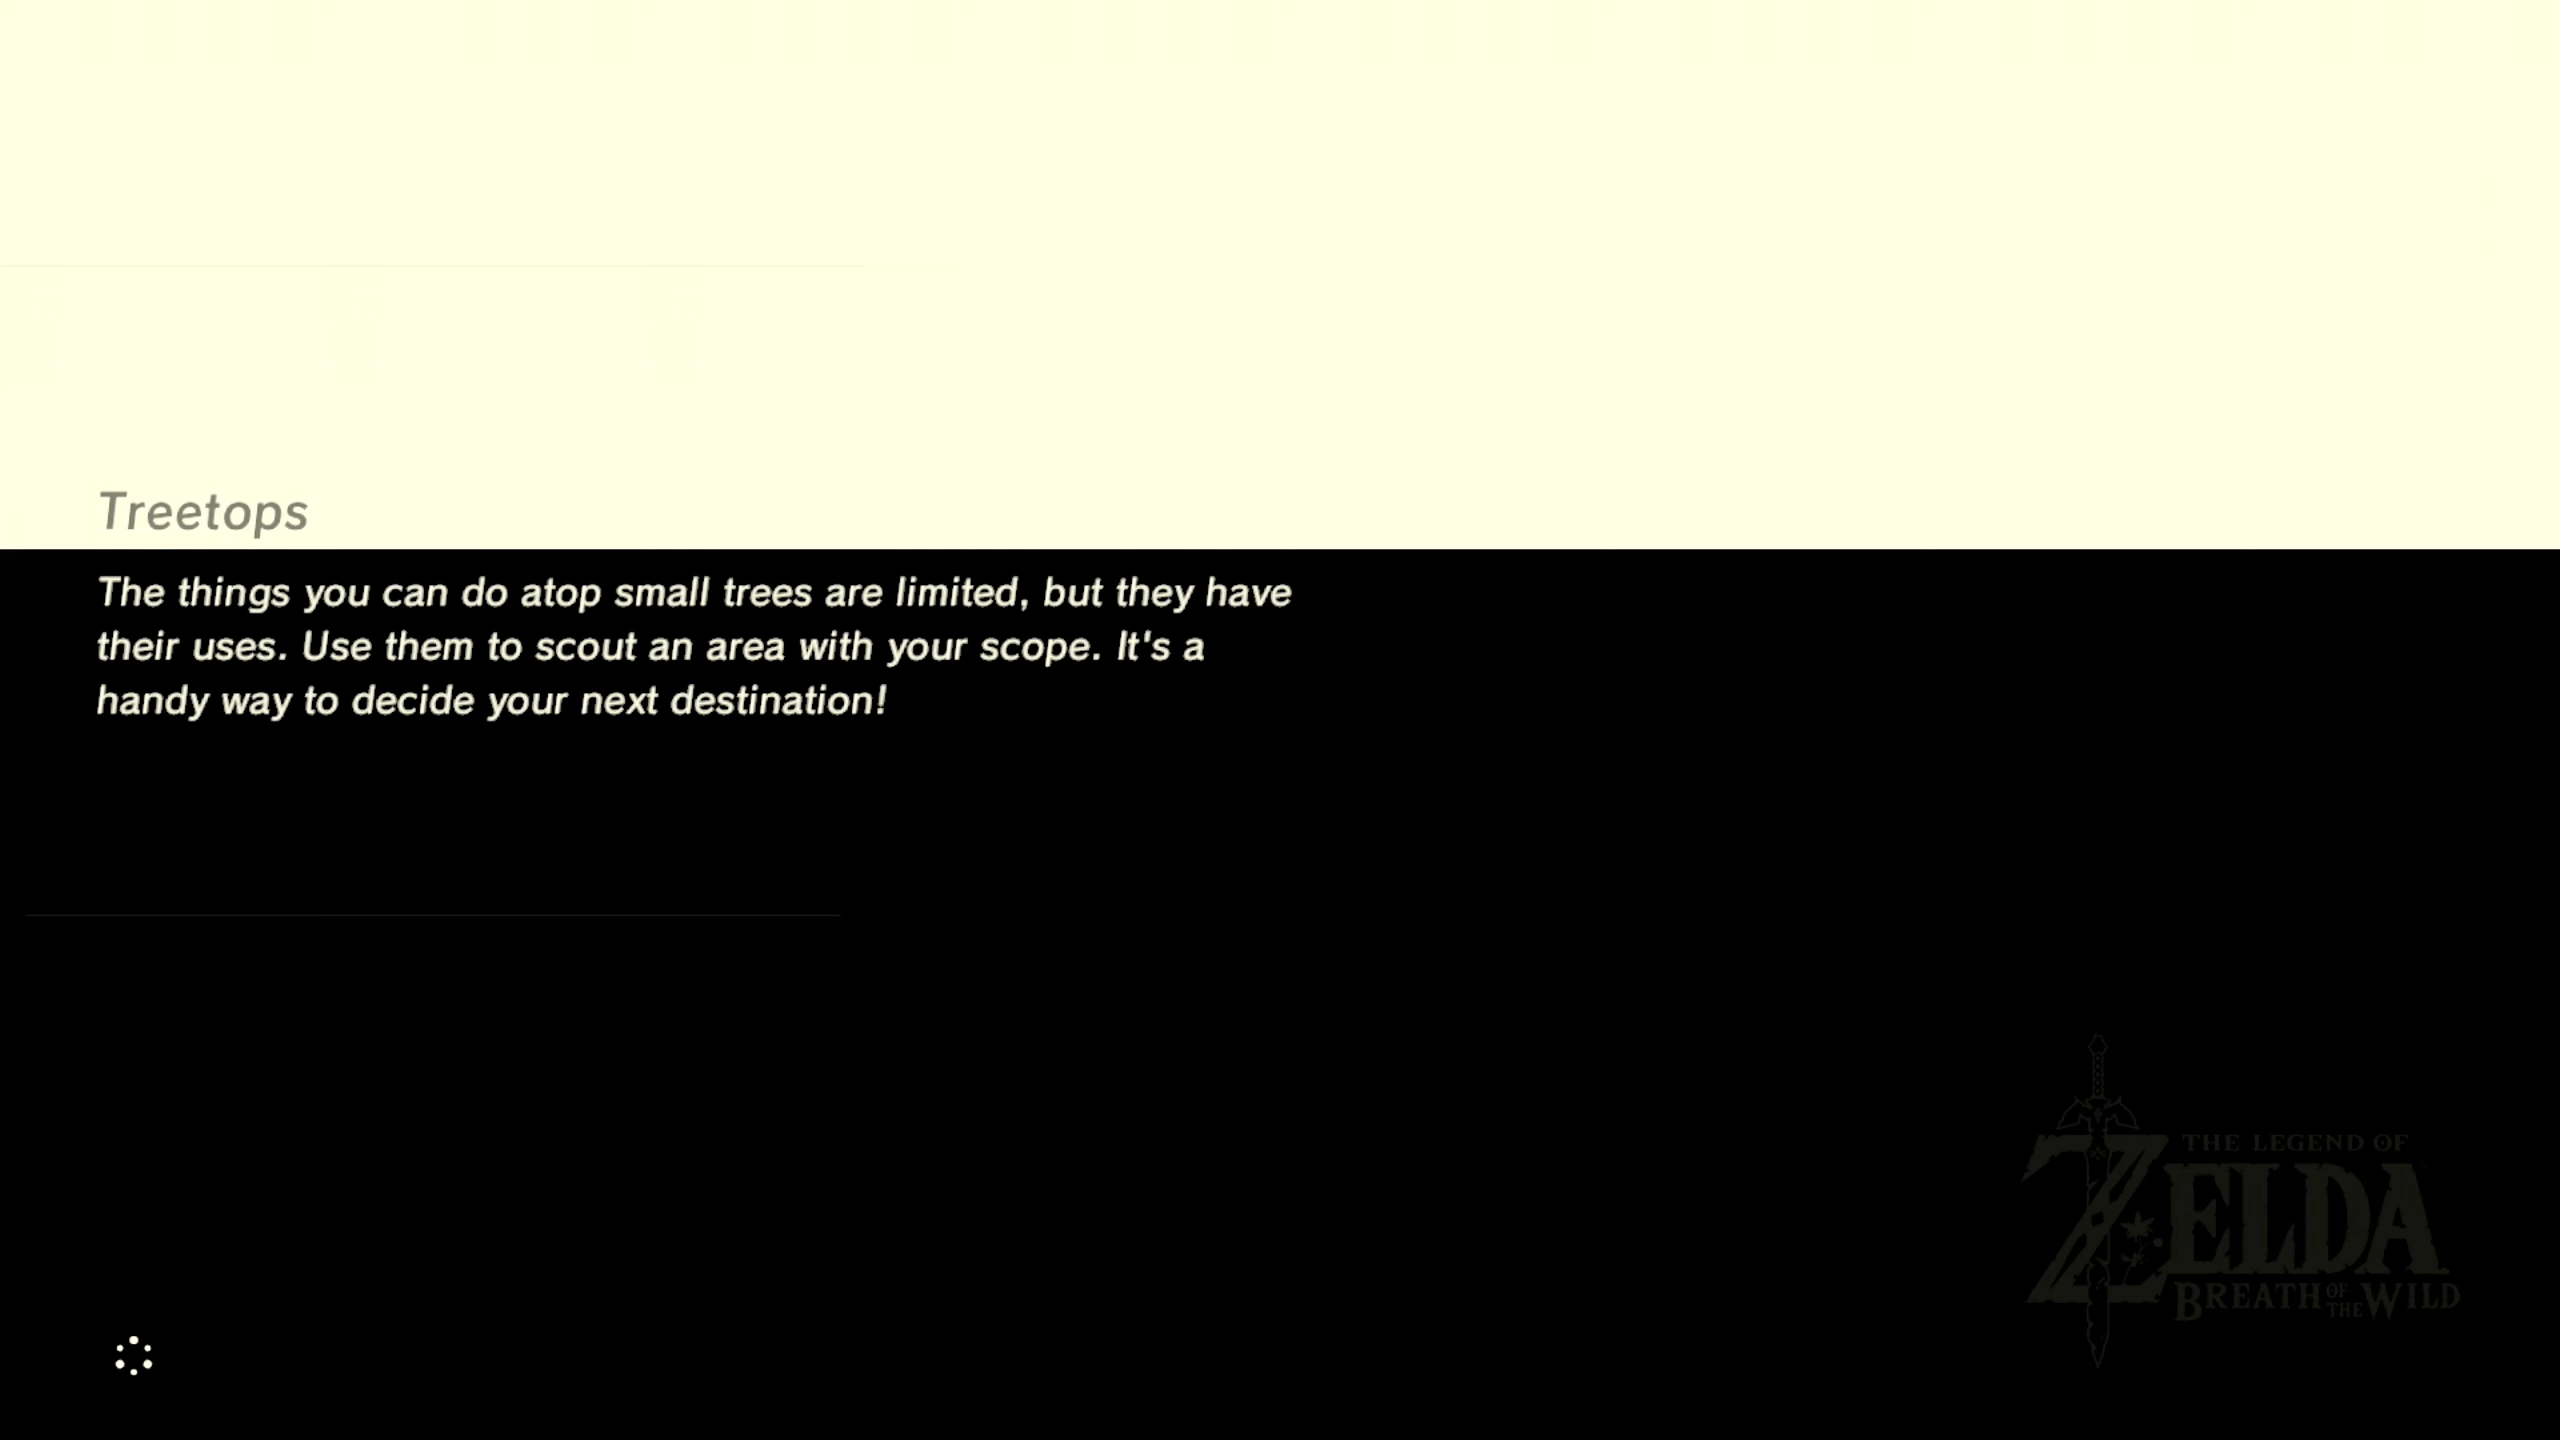 Treetops
The things you can do atop small trees are limited, but they have
their uses. Use them to scout an area with your scope. It's a
handy way to decide your next destination!
THE LEGEND OF
ZELDA
BREATH OF THE WILD